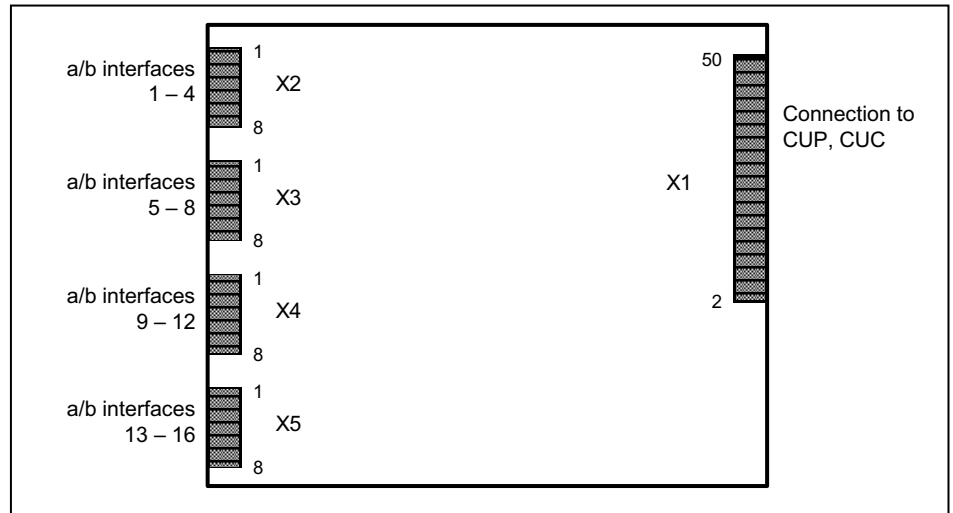 a/b interfaces
1 – 4
1
X2
8
a/b interfaces
5 – 8
1
X3
8
a/b interfaces
9 – 12
1
X4
8
a/b interfaces
13 – 16
1
X5
8
50
X1
2
Connection to
CUP, CUC